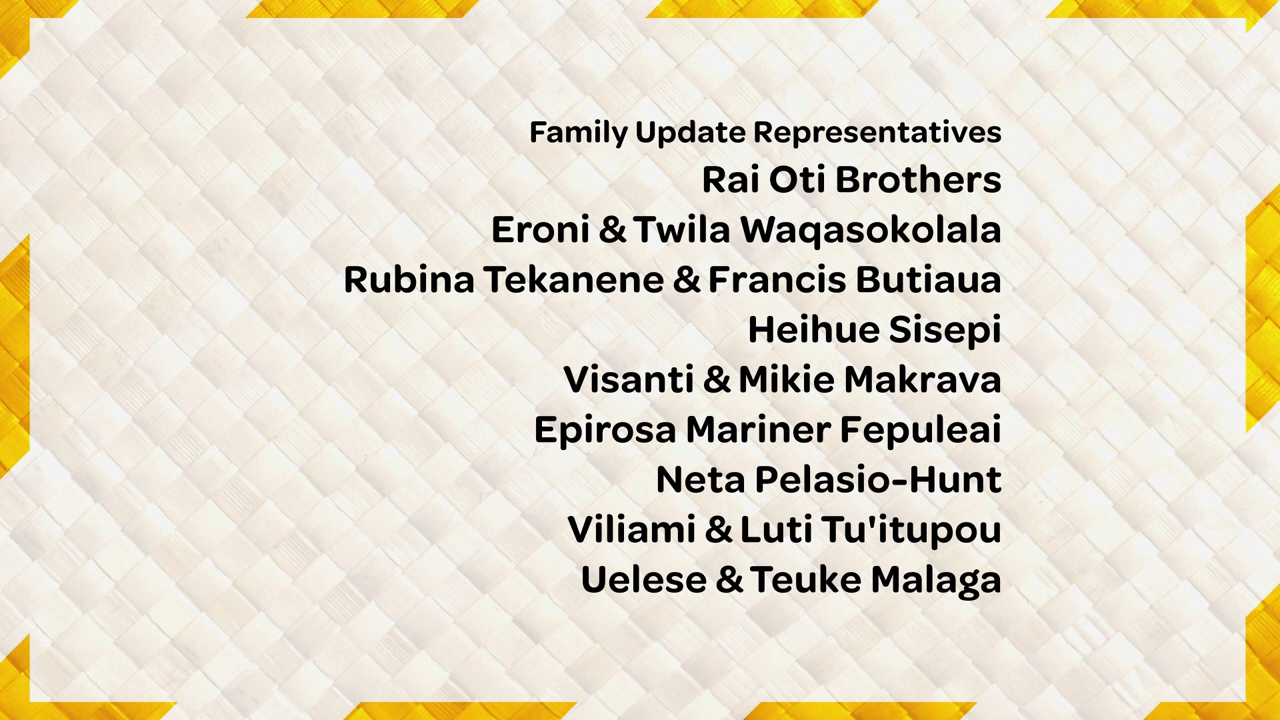 Family Update Representatives
Rai Oti Brothers
Eroni & Twila Waqasokolala
Rubina Tekanene & Francis Butiaua
Heihue Sisepi
Visanti & Mikie Makrava
Epirosa Mariner Fepuleai
Neta Pelasio-Hunt
Viliami & Luti Tu'itupou
Uelese & Teuke Malaga